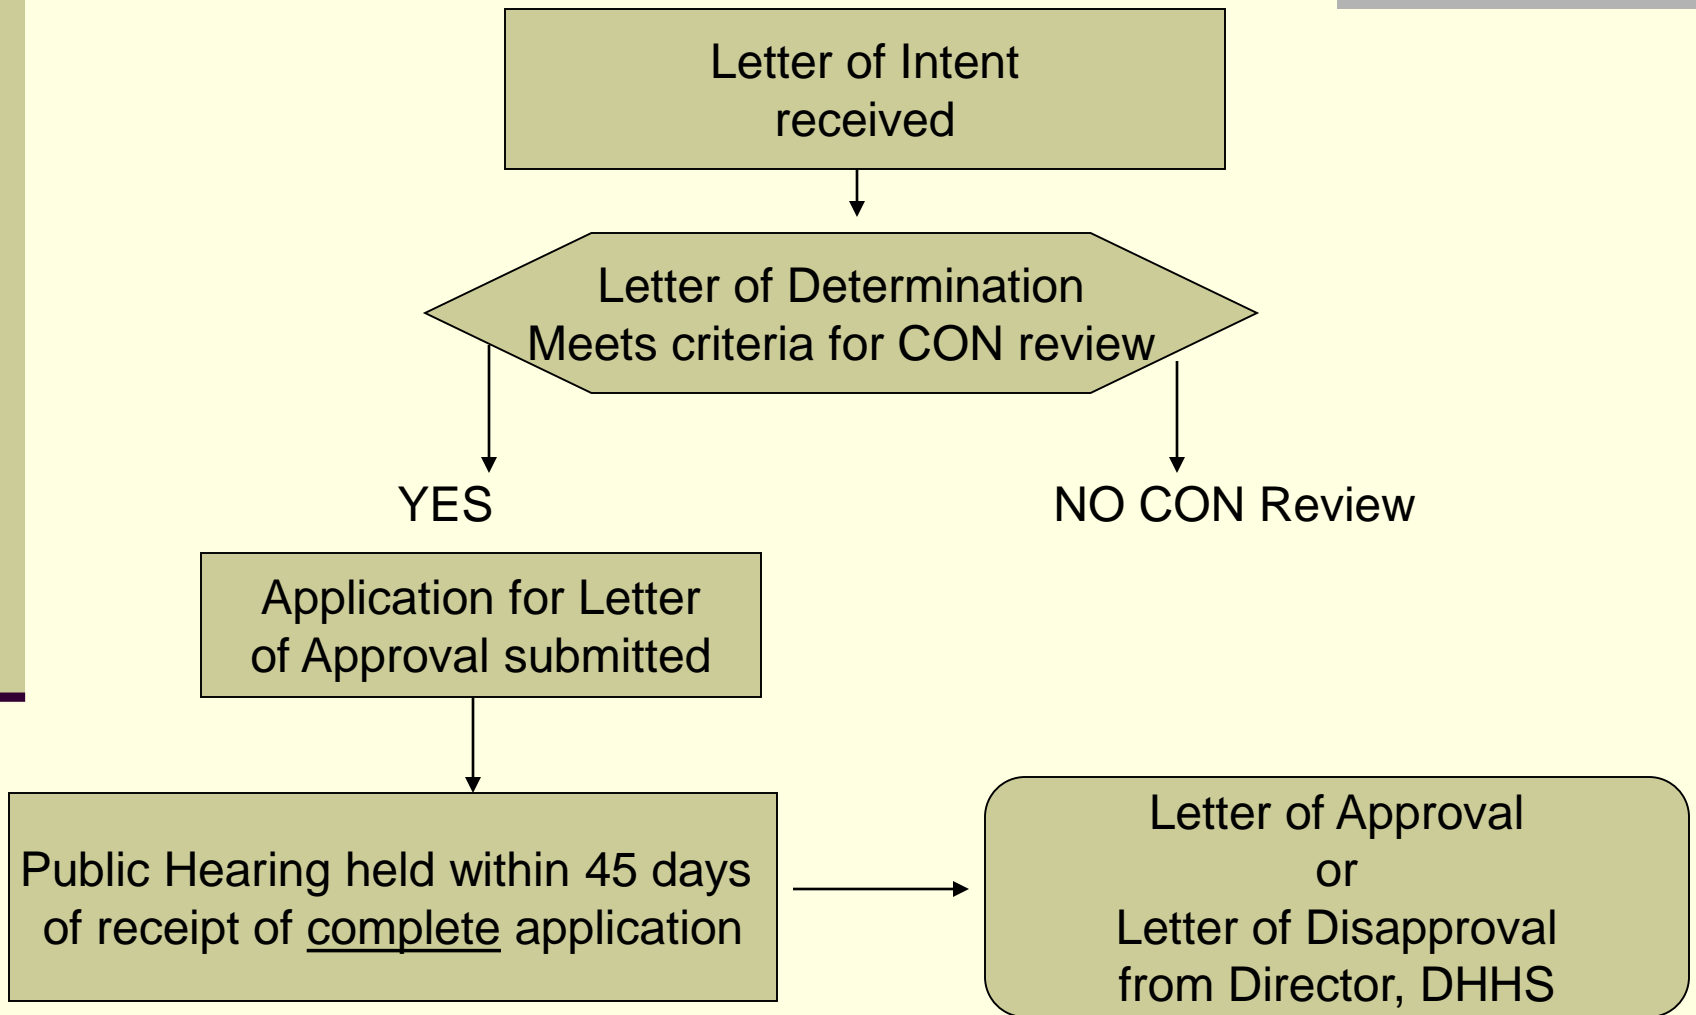 Letter of Intent
received
Letter of Determination
Meets criteria for CON review
YES
NO CON Review
Application for Letter
of Approval submitted
Public Hearing held within 45 days
of receipt of complete application
Letter of Approval
or
Letter of Disapproval
from Director, DHHS